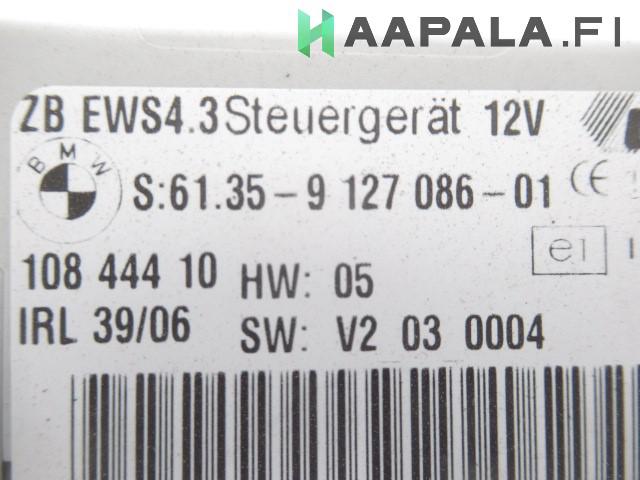 HAAPALA.FI
ZB EWS4.3 Steuergerät 12V
BMW
S:61.35-9 127 086-01 CE
e1
108 444 10 HW: 05
IRL 39/06 SW: V2 03 0004